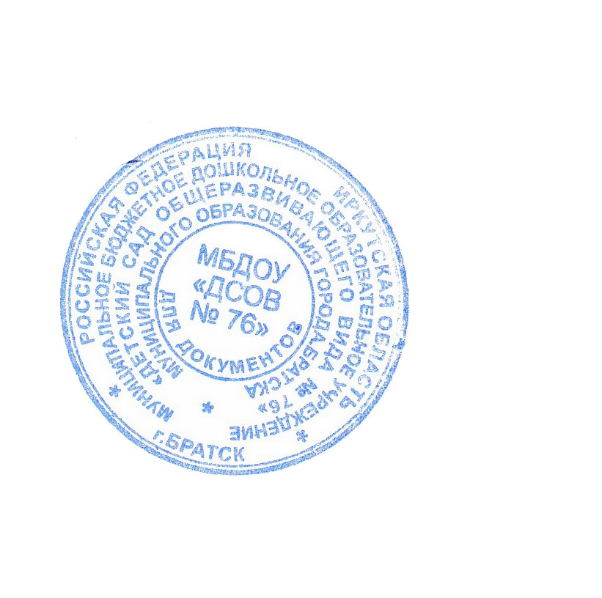 РОССИЙСКАЯ ФЕДЕРАЦИЯ ИРКУТСКАЯ ОБЛАСТЬ
* г.БРАТСК *
МУНИЦИПАЛЬНОЕ БЮДЖЕТНОЕ ДОШКОЛЬНОЕ ОБРАЗОВАТЕЛЬНОЕ УЧРЕЖДЕНИЕ
«ДЕТСКИЙ САД ОБЩЕРАЗВИВАЮЩЕГО ВИДА № 76»
МУНИЦИПАЛЬНОГО ОБРАЗОВАНИЯ ГОРОДА БРАТСКА
*
МБДОУ
«ДСОВ
№ 76»
ДЛЯ ДОКУМЕНТОВ